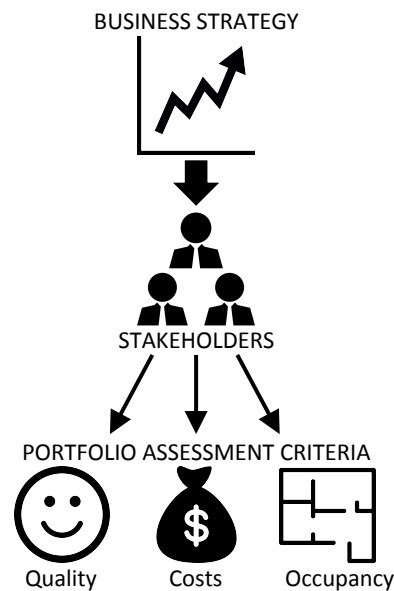 BUSINESS STRATEGY
STAKEHOLDERS
PORTFOLIO ASSESSMENT CRITERIA
$
Quality Costs Occupancy